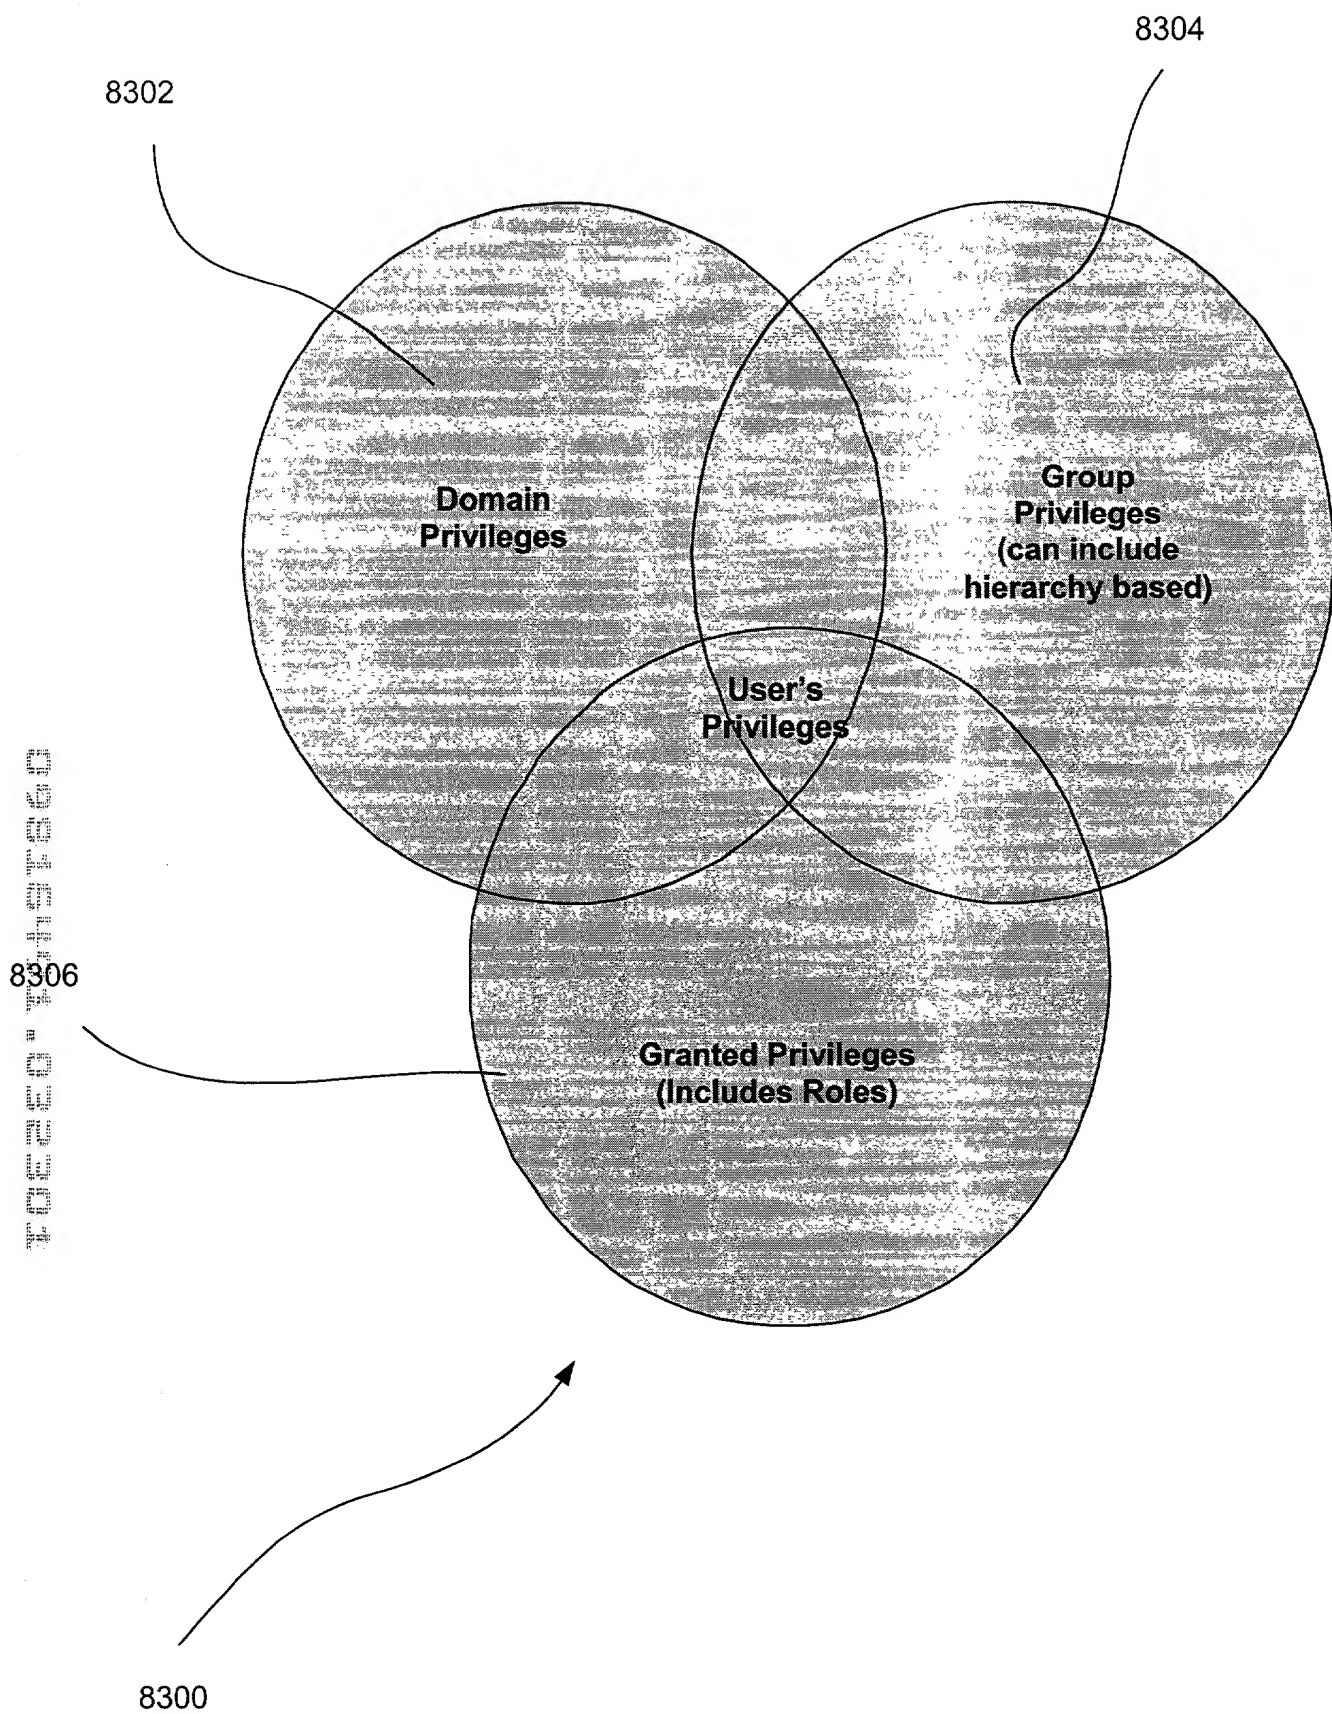 8304
8302
Domain
Privileges
Group
Privileges
(can include
hierarchy based)
User's
Privileges
8306
Granted Privileges
(Includes Roles)
8300